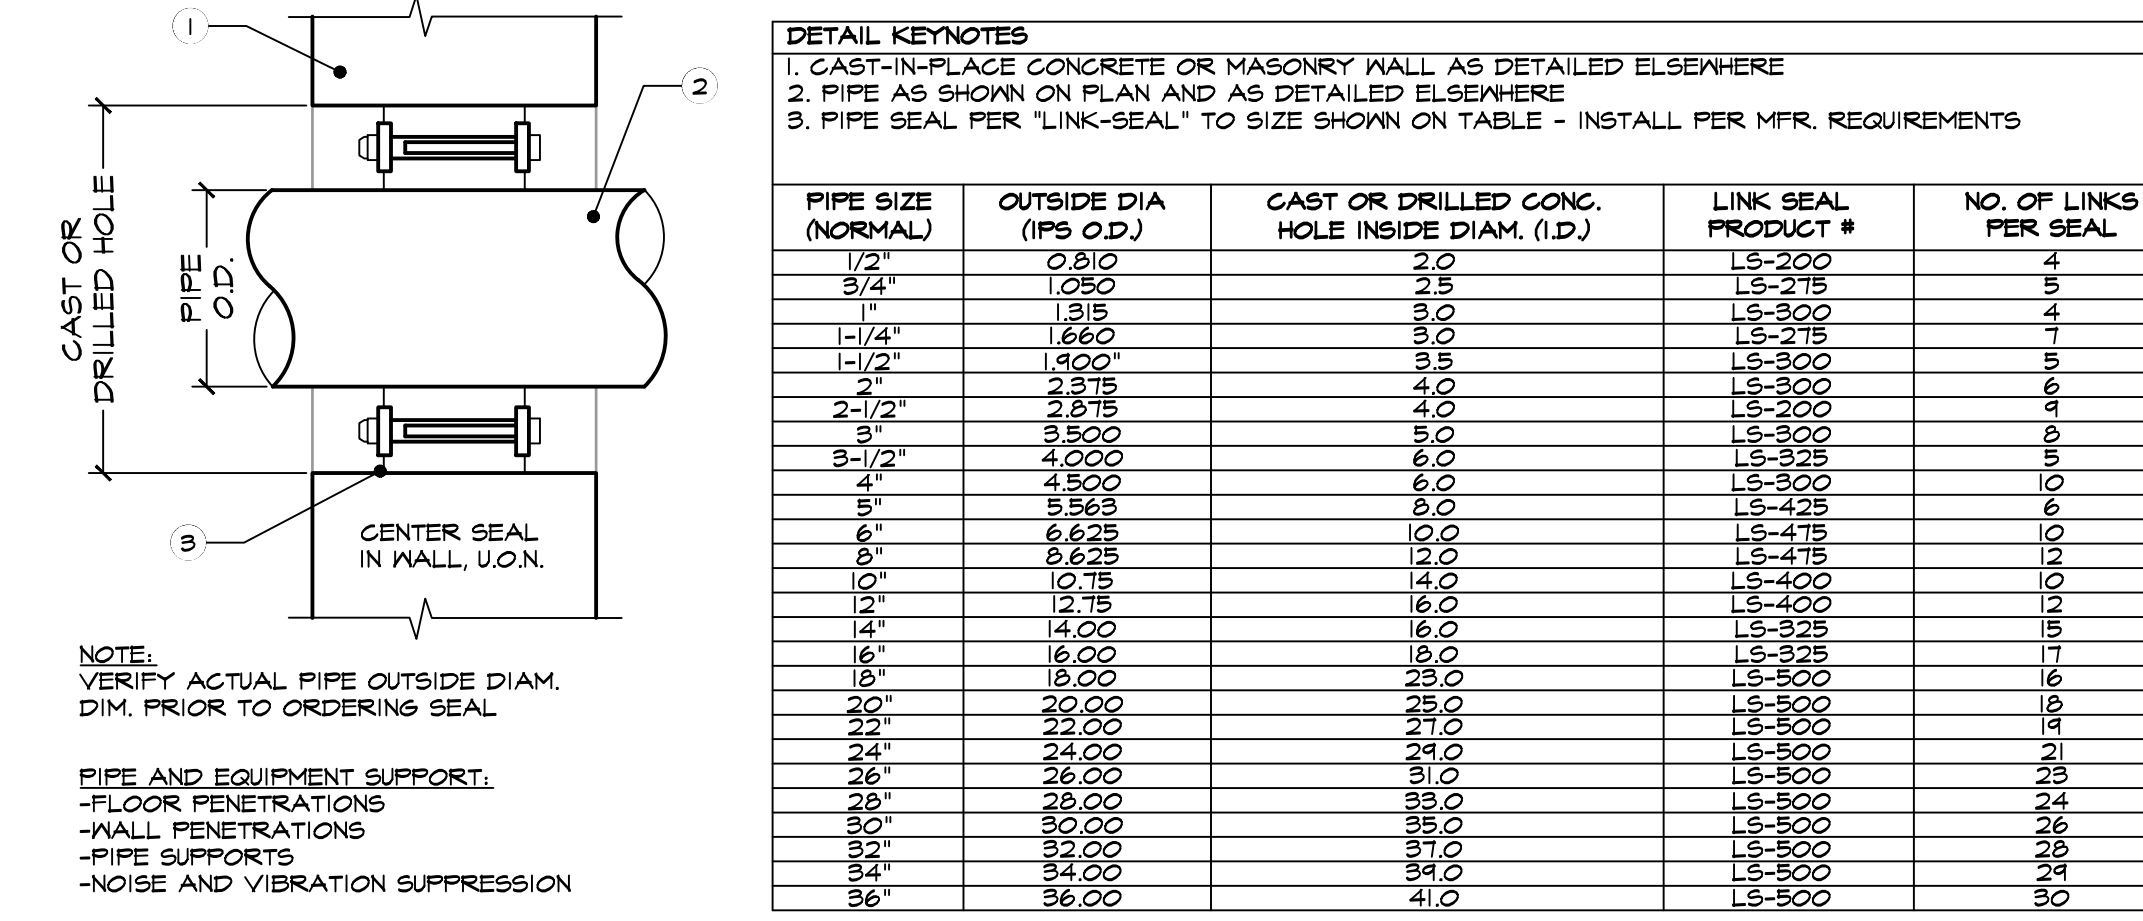 1
2
CAST OR
DRILLED HOLE
PIPE
O.D.
3
CENTER SEAL
IN WALL, U.O.N.
NOTE:
VERIFY ACTUAL PIPE OUTSIDE DIAM.
DIM. PRIOR TO ORDERING SEAL
PIPE AND EQUIPMENT SUPPORT:
-FLOOR PENETRATIONS
-WALL PENETRATIONS
-PIPE SUPPORTS
-NOISE AND VIBRATION SUPPRESSION
DETAIL KEYNOTES
1. CAST-IN-PLACE CONCRETE OR MASONRY WALL AS DETAILED ELSEWHERE
2. PIPE AS SHOWN ON PLAN AND AS DETAILED ELSEWHERE
3. PIPE SEAL PER "LINK-SEAL" TO SIZE SHOWN ON TABLE - INSTALL PER MFR. REQUIREMENTS
PIPE SIZE OUTSIDE DIA CAST OR DRILLED CONC. LINK SEAL NO. OF LINKS
(NORMAL) (IPS O.D.) HOLE INSIDE DIAM. (I.D.) PRODUCT # PER SEAL
1/2" 0.810 2.0 LS-200 4
3/4" 1.050 2.5 LS-275 5
1" 1.315 3.0 LS-300 4
1-1/4" 1.660 3.0 LS-275 7
1-1/2" 1.900" 3.5 LS-300 5
2" 2.375 4.0 LS-300 6
2-1/2" 2.875 4.0 LS-200 9
3" 3.500 5.0 LS-300 8
3-1/2" 4.000 6.0 LS-325 5
4" 4.500 6.0 LS-300 10
5" 5.563 8.0 LS-425 6
6" 6.625 10.0 LS-475 10
8" 8.625 12.0 LS-475 12
10" 10.75 14.0 LS-400 10
12" 12.75 16.0 LS-400 12
14" 14.00 16.0 LS-325 15
16" 16.00 18.0 LS-325 17
18" 18.00 23.0 LS-500 16
20" 20.00 25.0 LS-500 18
22" 22.00 27.0 LS-500 19
24" 24.00 29.0 LS-500 21
26" 26.00 31.0 LS-500 23
28" 28.00 33.0 LS-500 24
30" 30.00 35.0 LS-500 26
32" 32.00 37.0 LS-500 28
34" 34.00 39.0 LS-500 29
36" 36.00 41.0 LS-500 30